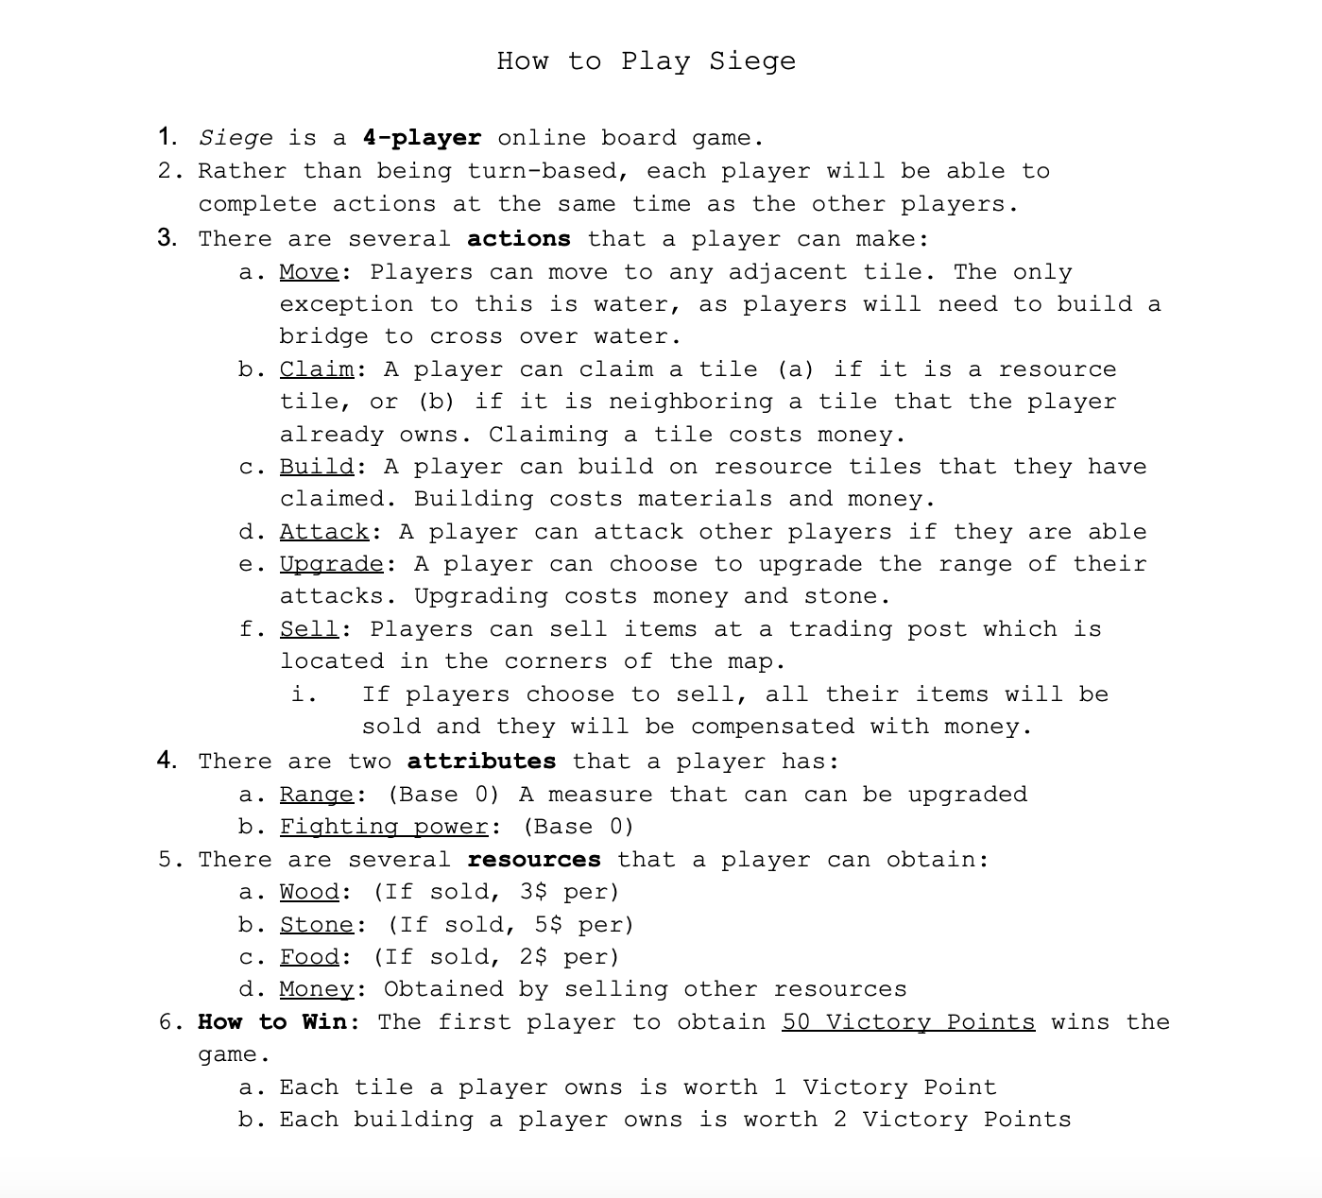 How to Play Siege
1. Siege is a 4-player online board game.
2. Rather than being turn-based, each player will be able to
complete actions at the same time as the other players.
3. There are several actions that a player can make:
a. Move: Players can move to any adjacent tile. The only
exception to this is water, as players will need to build a
bridge to cross over water.
b. Claim: A player can claim a tile (a) if it is a resource
tile, or (b) if it is neighboring a tile that the player
already owns. Claiming a tile costs money.
c. Build: A player can build on resource tiles that they have
claimed. Building costs materials and money.
d. Attack: A player can attack other players if they are able
e. Upgrade: A player can choose to upgrade the range of their
attacks. Upgrading costs money and stone.
f. Sell: Players can sell items at a trading post which is
located in the corners of the map.
i. If players choose to sell, all their items will be
sold and they will be compensated with money.
4. There are two attributes that a player has:
a. Range: (Base 0) A measure that can can be upgraded
b. Fighting power: (Base 0)
5. There are several resources that a player can obtain:
a. Wood: (If sold, 3$ per)
b. Stone: (If sold, 5$ per)
c. Food: (If sold, 2$ per)
d. Money: Obtained by selling other resources
6. How to Win: The first player to obtain 50 Victory Points wins the
game.
a. Each tile a player owns is worth 1 Victory Point
b. Each building a player owns is worth 2 Victory Points